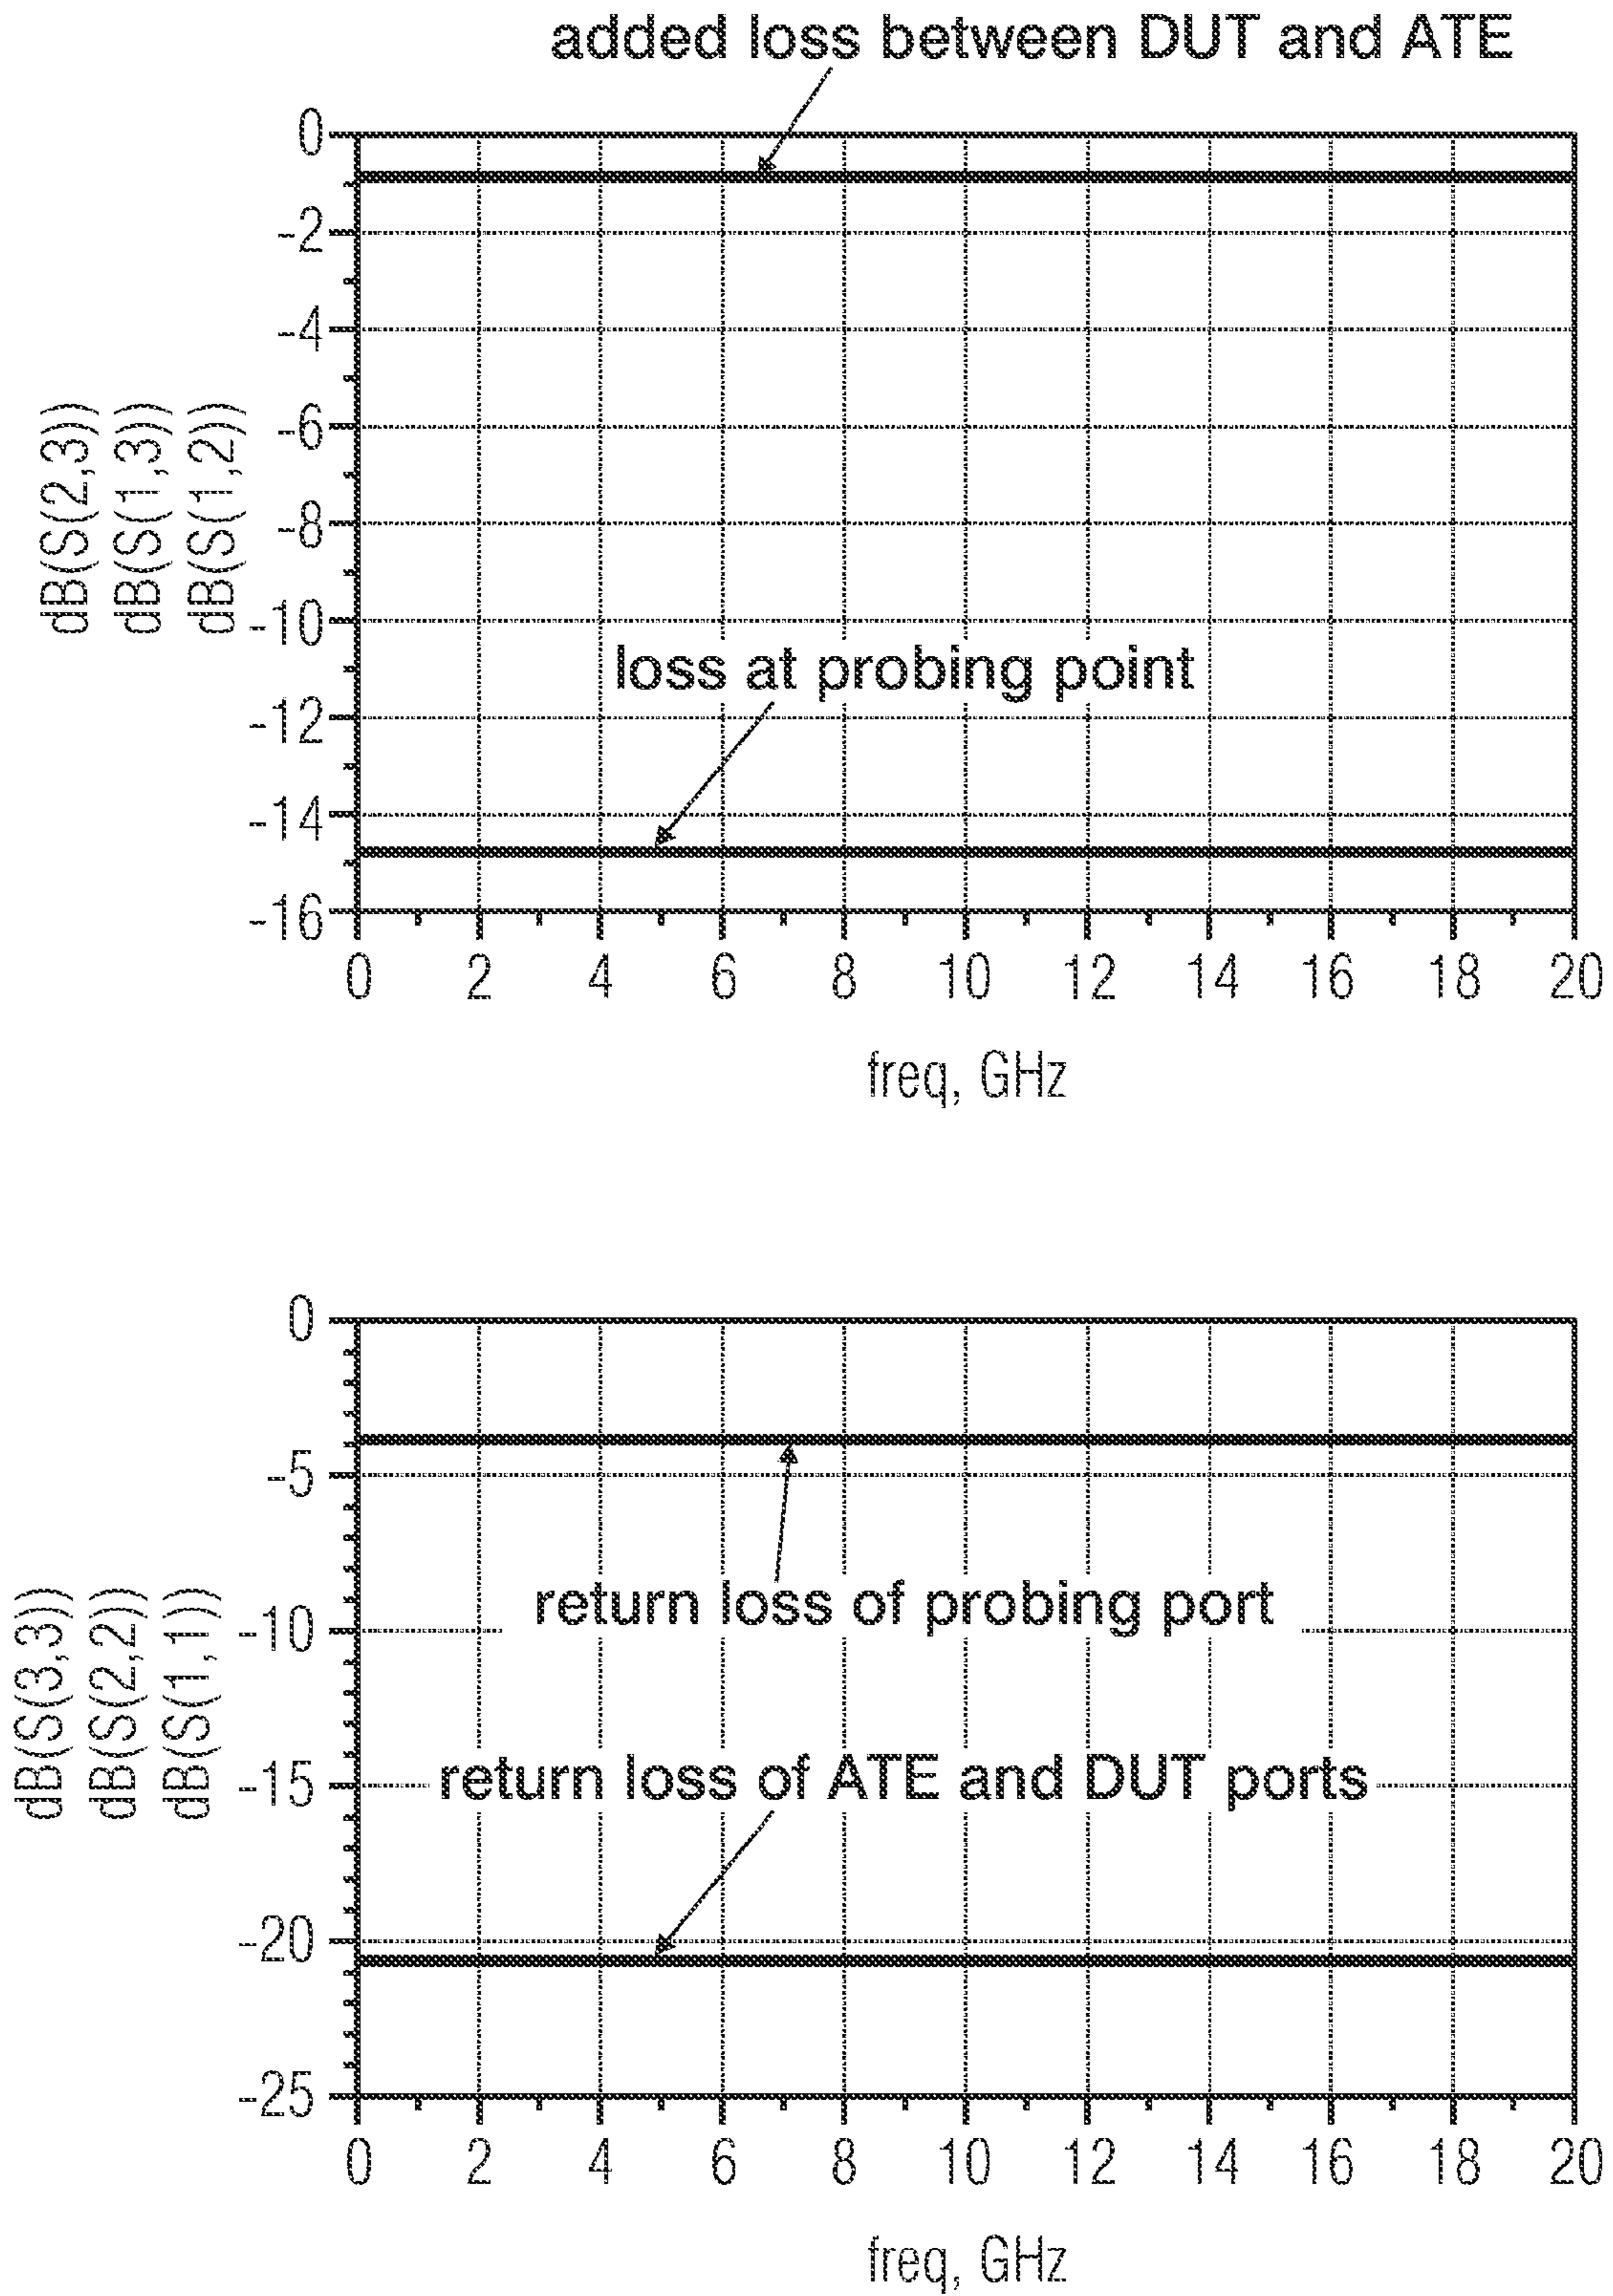 added loss between DUT and ATE
0
-2
-4
-6
-8
-10
-12
-14
-16
dB(S(2,3))
dB(S(1,3))
dB(S(1,2))
loss at probing point
0 2 4 6 8 10 12 14 16 18 20
freq, GHz
0
-5
-10
-15
-20
-25
dB(S(3,3))
dB(S(2,2))
dB(S(1,1))
return loss of probing port
return loss of ATE and DUT ports
0 2 4 6 8 10 12 14 16 18 20
freq, GHz